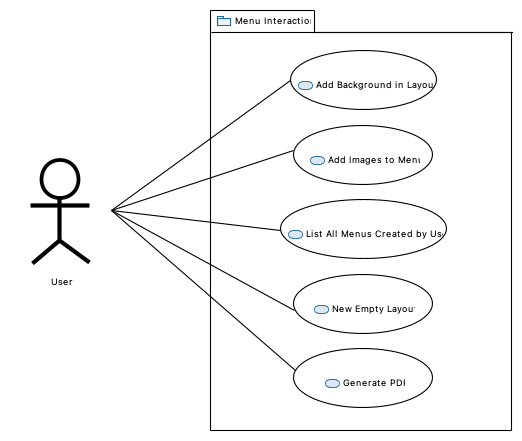 Menu Interaction
Add Background in Layou
Add Images to Menu
List All Menus Created by Us
New Empty Layou
User
Generate PDF